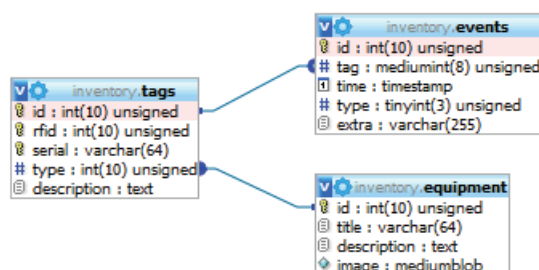 inventory.tags
id : int(10) unsigned
rfid : int(10) unsigned
serial : varchar(64)
# type : int(10) unsigned
description : text
inventory.events
id : int(10) unsigned
# tag : mediumint(8) unsigned
time : timestamp
# type : tinyint(3) unsigned
extra : varchar(255)
inventory.equipment
id : int(10) unsigned
title : varchar(64)
description : text
image : mediumblob